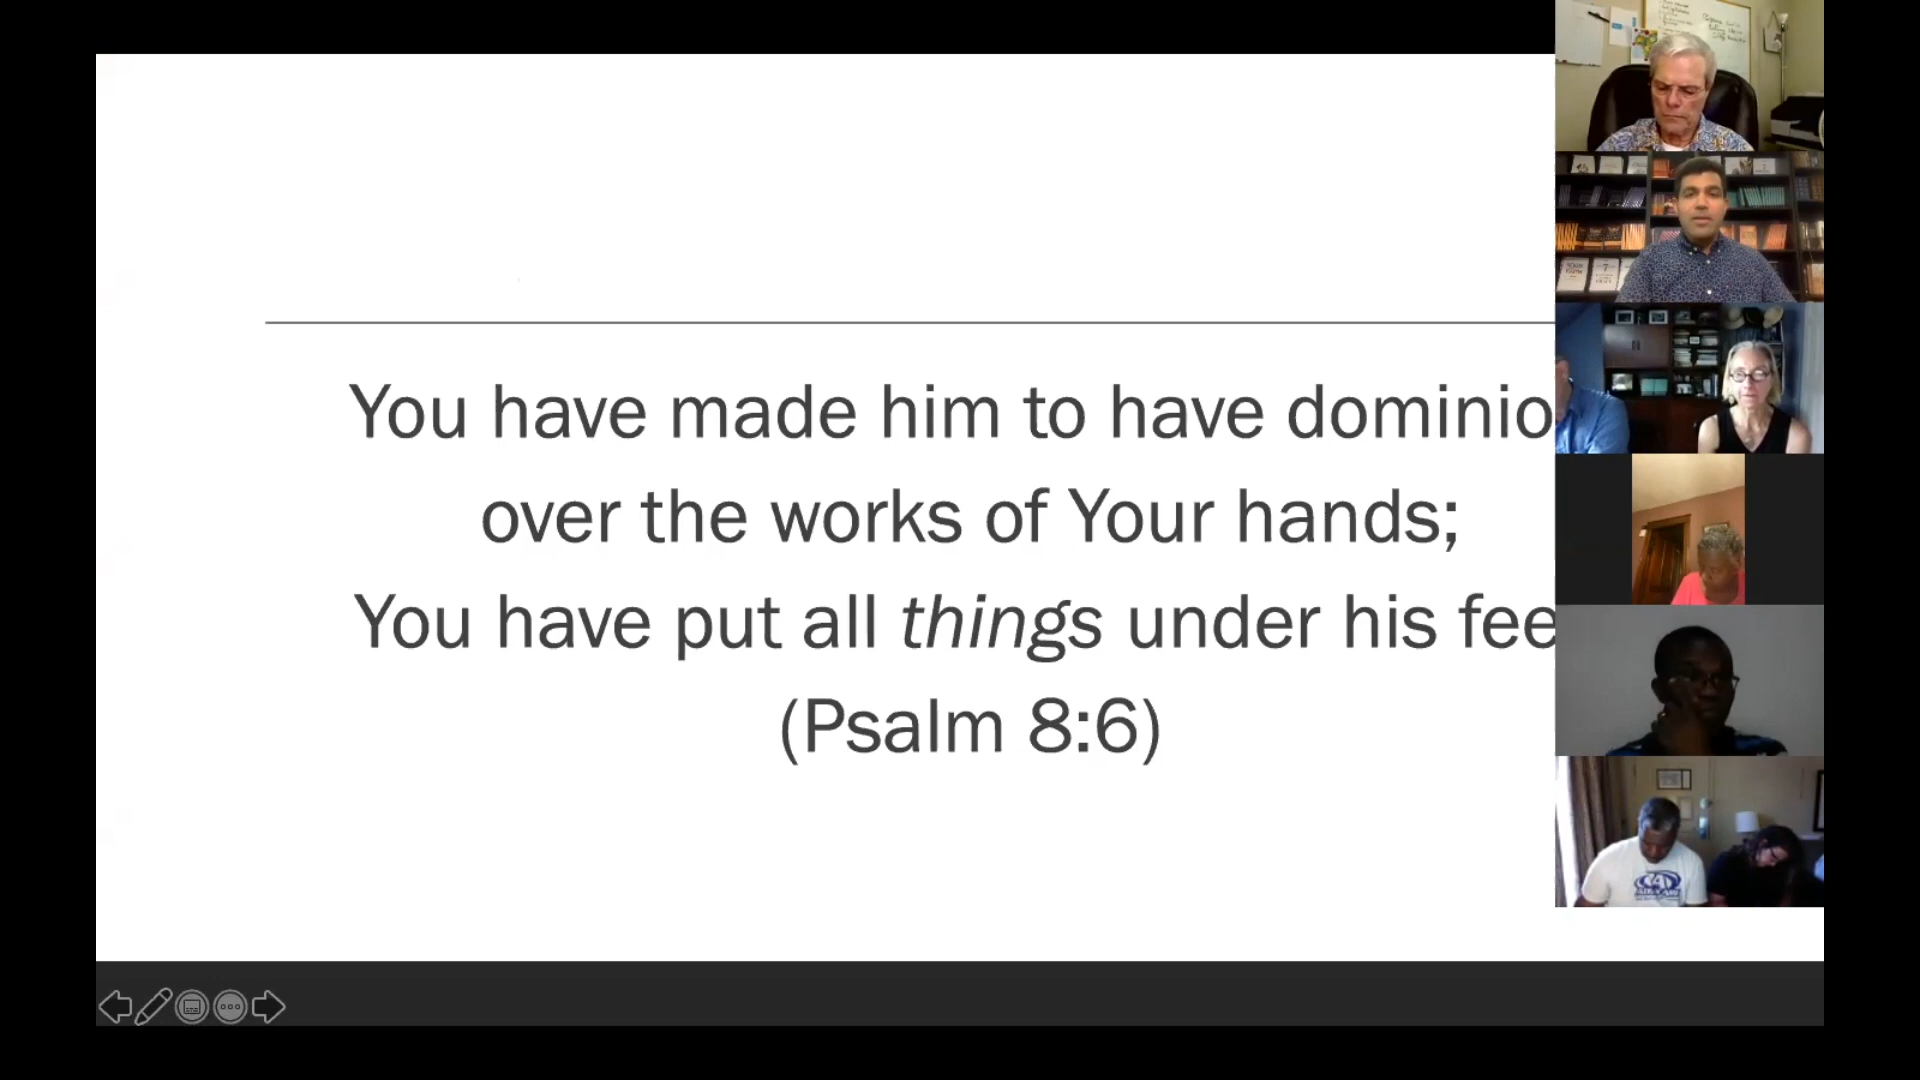 You have made him to have dominio
over the works of Your hands;
You have put all things under his fee
(Psalm 8:6)